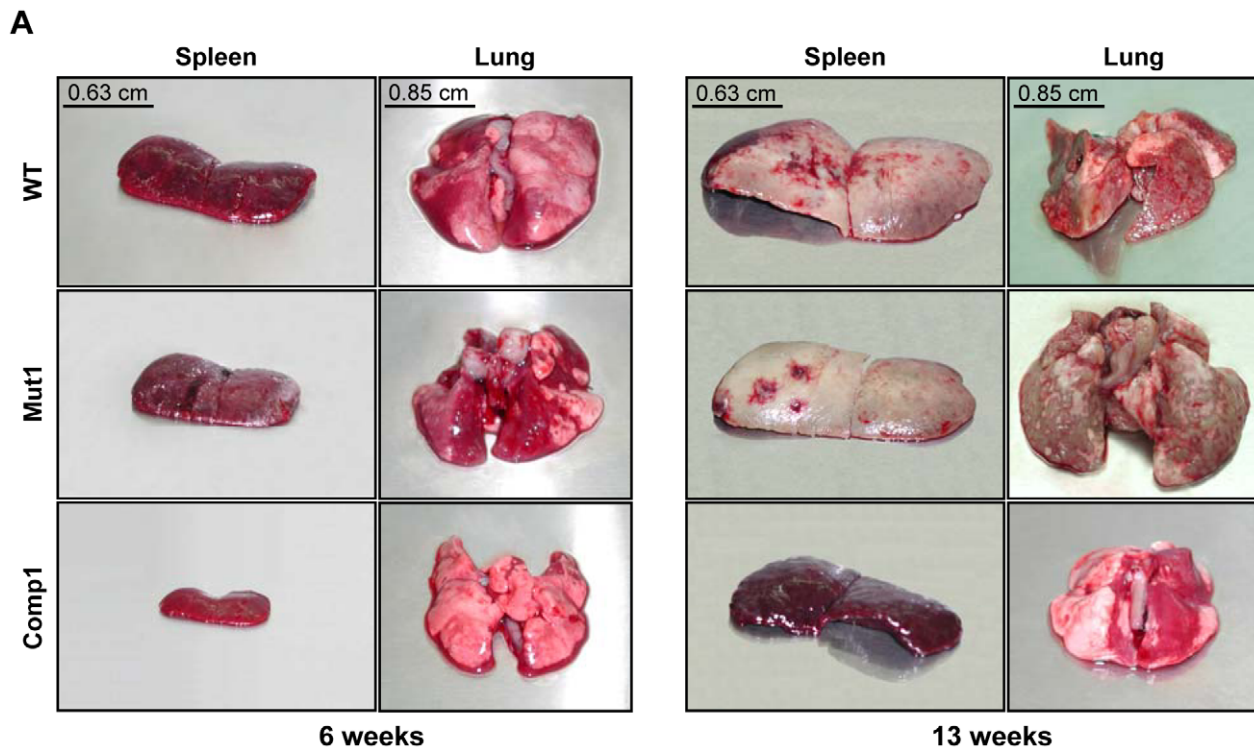 A
Spleen Lung Spleen Lung
0.63 cm 0.85 cm 0.63 cm 0.85 cm
WT
Mut1
Comp1
6 weeks 13 weeks